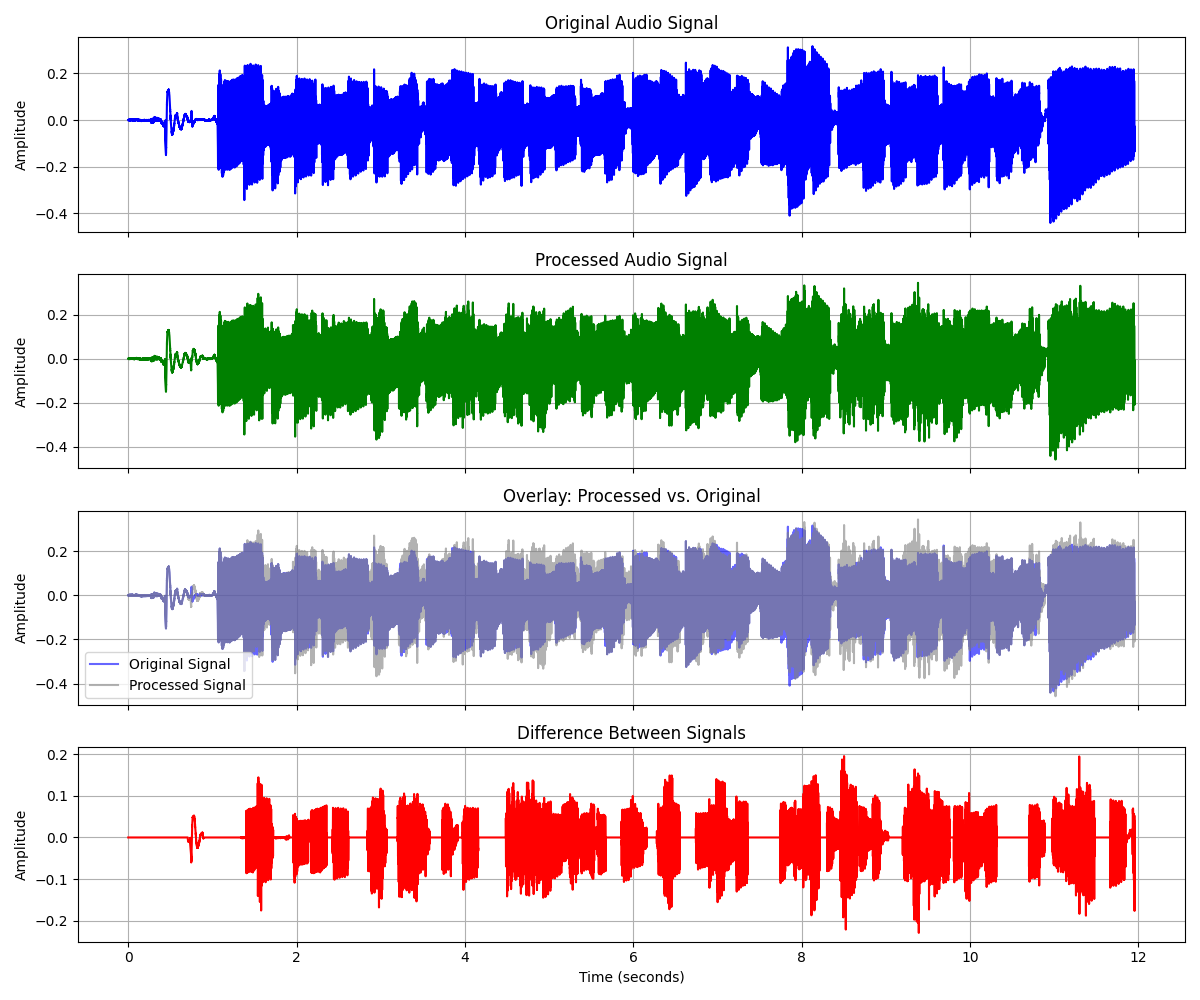 Original Audio Signal
0.2
0.0
−0.2
−0.4
Amplitude
Processed Audio Signal
0.2
0.0
−0.2
−0.4
Amplitude
Overlay: Processed vs. Original
0.2
0.0
−0.2
−0.4
Amplitude
Original Signal
Processed Signal
Difference Between Signals
0.2
0.1
0.0
−0.1
−0.2
Amplitude
0 2 4 6 8 10 12
Time (seconds)